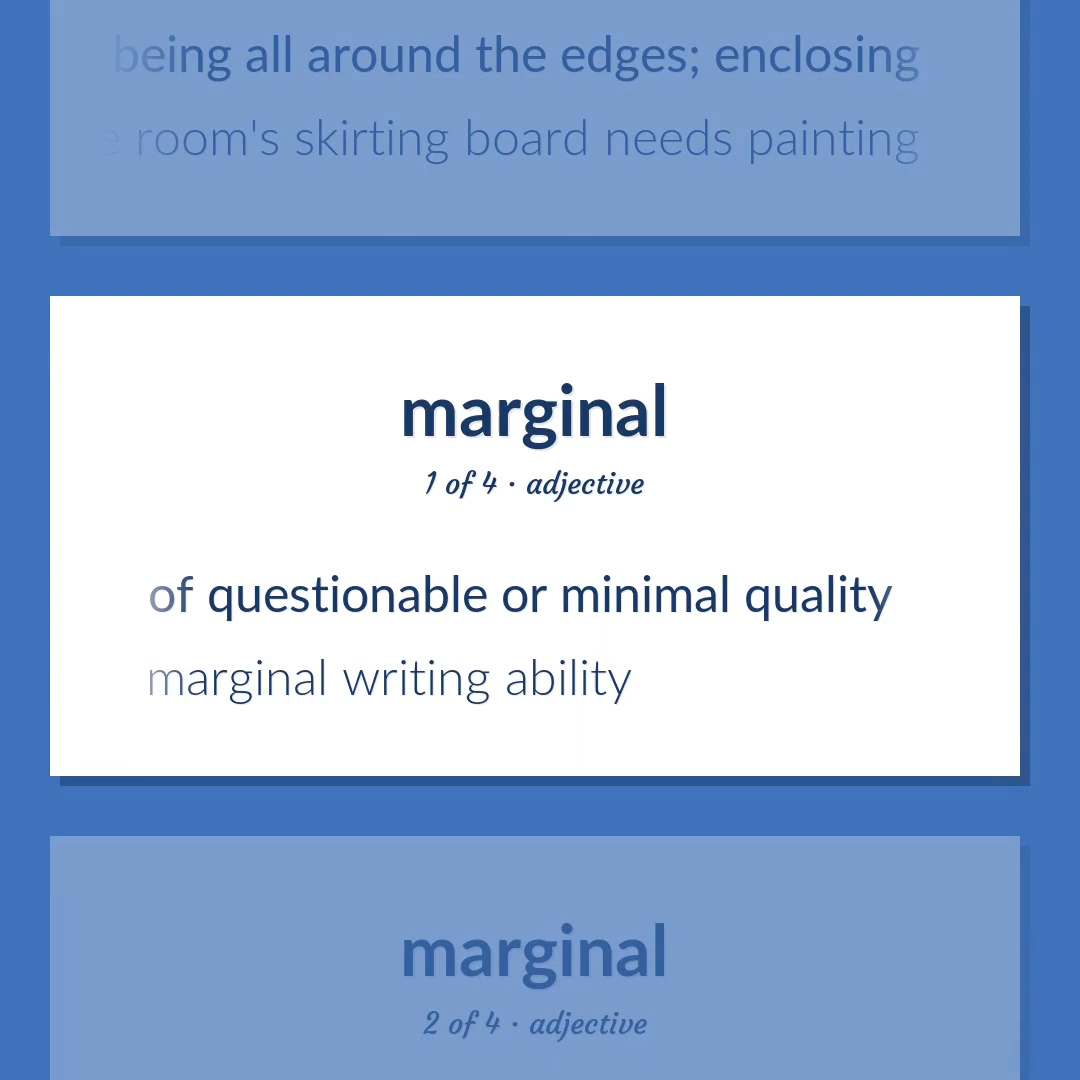 being all around the edges; enclosing
room's skirting board needs painting
marginal
1 of 4 · adjective
of questionable or minimal quality
marginal writing ability
marginal
2 of 4 · adjective